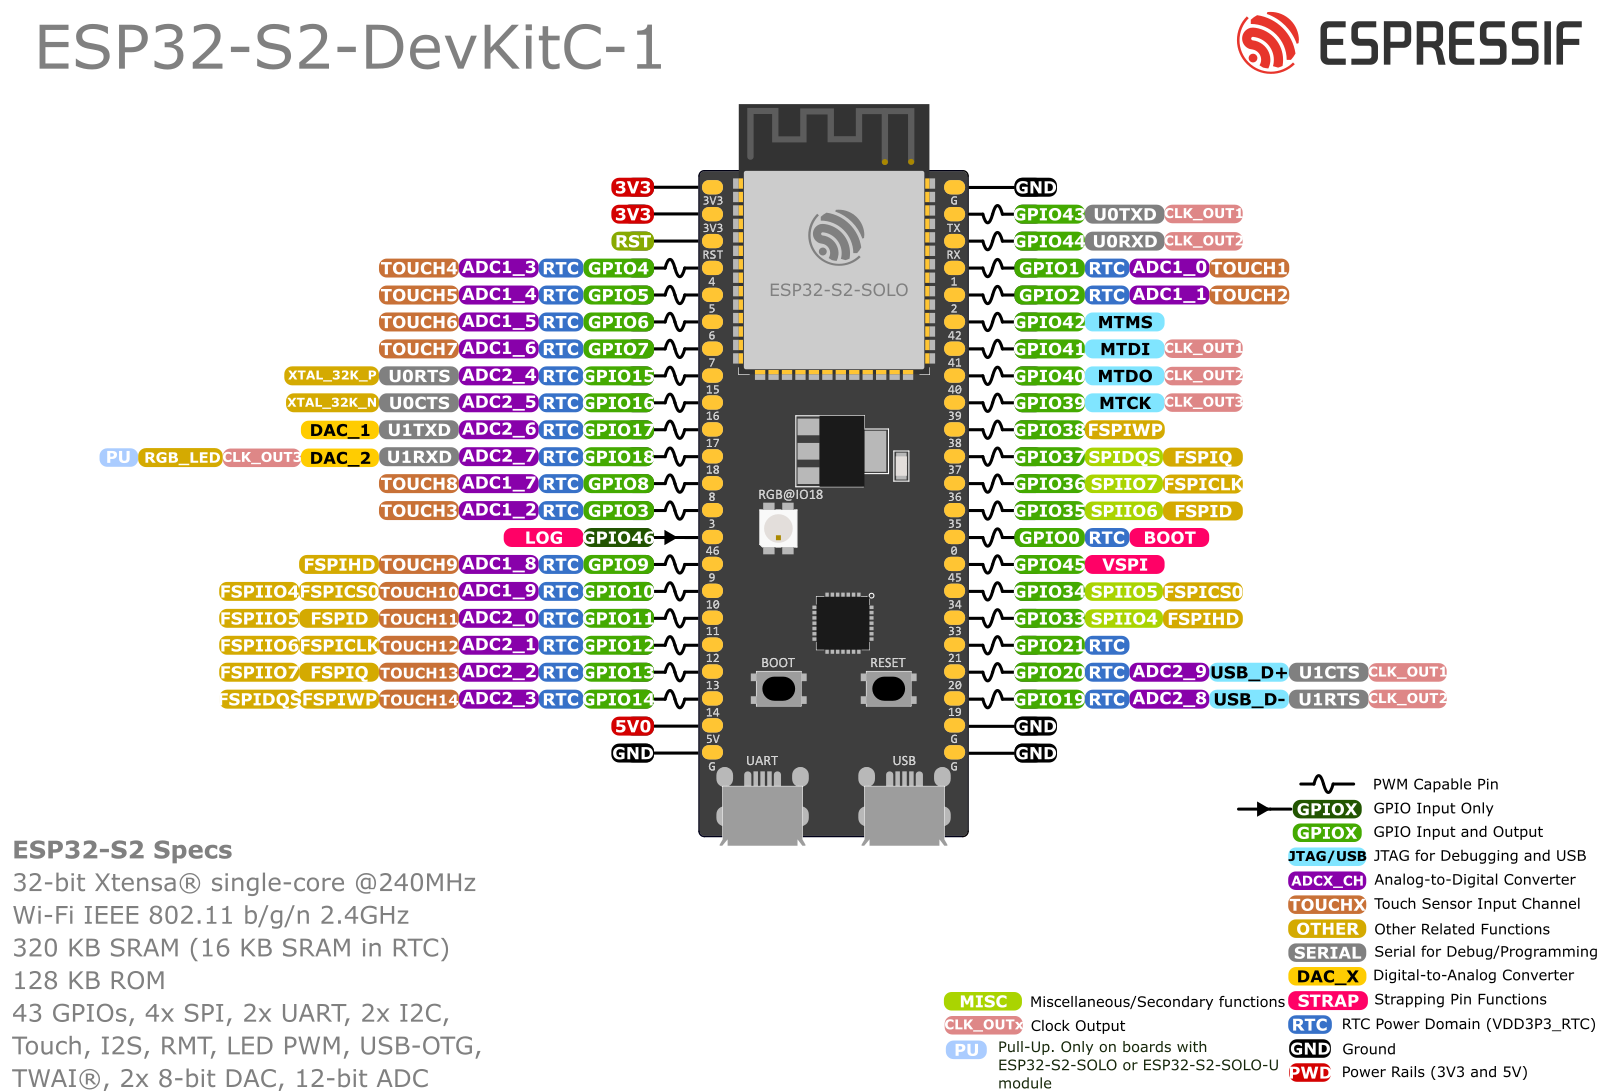 ESP32-S2-DevKitC-1
ESPRESSIF
3V3 3V3 G GND
3V3 3V3 TX GPIO43 U0TXD CLK_OUT1
RST RST RX GPIO44 U0RXD CLK_OUT2
TOUCH4 ADC1_3 RTC GPIO4 4 1 GPIO1 RTC ADC1_0 TOUCH1
ESP32-S2-SOLO
TOUCH5 ADC1_4 RTC GPIO5 5 2 GPIO2 RTC ADC1_1 TOUCH2
TOUCH6 ADC1_5 RTC GPIO6 6 42 GPIO42 MTMS
TOUCH7 ADC1_6 RTC GPIO7 7 41 GPIO41 MTDI CLK_OUT1
XTAL_32K_P U0RTS ADC2_4 RTC GPIO15 15 40 GPIO40 MTDO CLK_OUT2
XTAL_32K_N U0CTS ADC2_5 RTC GPIO16 16 39 GPIO39 MTCK CLK_OUT3
DAC_1 U1TXD ADC2_6 RTC GPIO17 17 38 GPIO38 FSPIWP
PU RGB_LED CLK_OUT3 DAC_2 U1RXD ADC2_7 RTC GPIO18 18 37 GPIO37 SPIDQS FSPIQ
TOUCH8 ADC1_7 RTC GPIO8 8 36 GPIO36 SPIIO7 FSPICLK
RGB@IO18
TOUCH3 ADC1_2 RTC GPIO3 3 35 GPIO35 SPIIO6 FSPID
LOG GPIO46 46 0 GPIO0 RTC BOOT
FSPIHD TOUCH9 ADC1_8 RTC GPIO9 9 45 GPIO45 VSPI
FSPIIO4 FSPICS0 TOUCH10 ADC1_9 RTC GPIO10 10 34 GPIO34 SPIIO5 FSPICS0
FSPIIO5 FSPID TOUCH11 ADC2_0 RTC GPIO11 11 33 GPIO33 SPIIO4 FSPIHD
FSPIIO6 FSPICLK TOUCH12 ADC2_1 RTC GPIO12 12 21 GPIO21 RTC
BOOT RESET
FSPIIO7 FSPIQ TOUCH13 ADC2_2 RTC GPIO13 13 20 GPIO20 RTC ADC2_9 USB_D+ U1CTS CLK_OUT1
FSPIDQS FSPIWP TOUCH14 ADC2_3 RTC GPIO14 14 19 GPIO19 RTC ADC2_8 USB_D- U1RTS CLK_OUT2
5V0 5V G GND
GND G G GND
UART USB
PWM Capable Pin
GPIOX GPIO Input Only
GPIOX GPIO Input and Output
JTAG/USB JTAG for Debugging and USB
ADCX_CH Analog-to-Digital Converter
TOUCHX Touch Sensor Input Channel
OTHER Other Related Functions
SERIAL Serial for Debug/Programming
DAC_X Digital-to-Analog Converter
STRAP Strapping Pin Functions
RTC RTC Power Domain (VDD3P3_RTC)
GND Ground
PWD Power Rails (3V3 and 5V)
MISC Miscellaneous/Secondary functions
CLK_OUTx Clock Output
PU Pull-Up. Only on boards with
ESP32-S2-SOLO or ESP32-S2-SOLO-U
module
ESP32-S2 Specs
32-bit Xtensa® single-core @240MHz
Wi-Fi IEEE 802.11 b/g/n 2.4GHz
320 KB SRAM (16 KB SRAM in RTC)
128 KB ROM
43 GPIOs, 4x SPI, 2x UART, 2x I2C,
Touch, I2S, RMT, LED PWM, USB-OTG,
TWAI®, 2x 8-bit DAC, 12-bit ADC